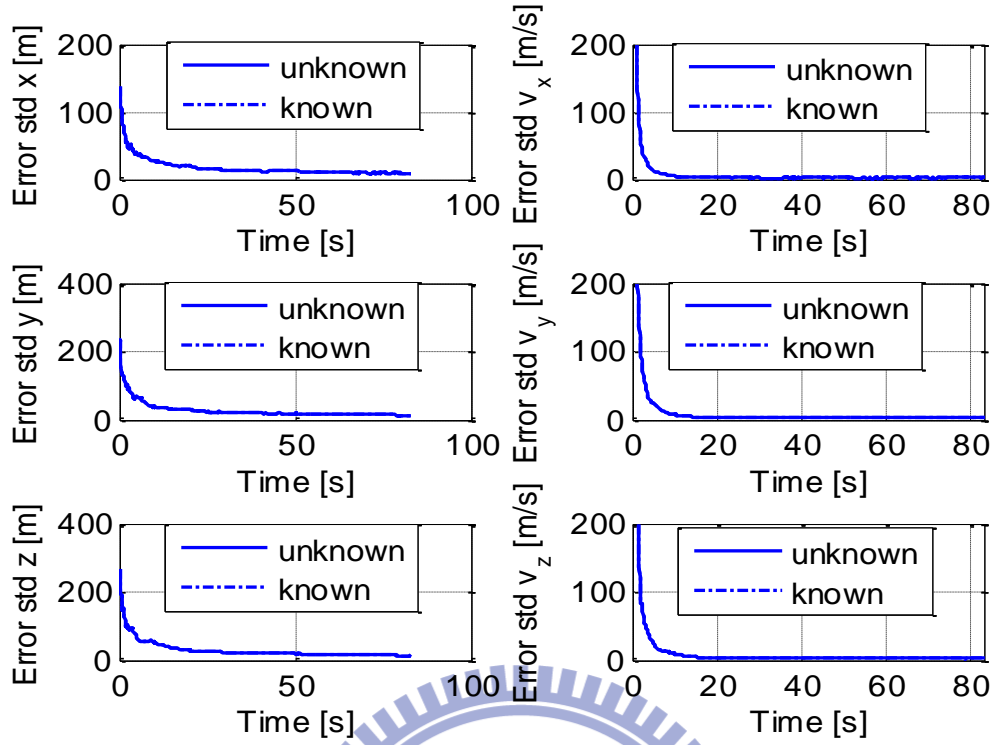 Error std x [m]
200
100
0
unknown
known
0 50 100
Time [s]
Error std v_x [m/s]
200
100
0
unknown
known
0 20 40 60 80
Time [s]
Error std y [m]
400
200
0
unknown
known
0 50 100
Time [s]
Error std v_y [m/s]
200
100
0
unknown
known
0 20 40 60 80
Time [s]
Error std z [m]
400
200
0
unknown
known
0 50 100
Time [s]
Error std v_z [m/s]
200
100
0
unknown
known
0 20 40 60 80
Time [s]